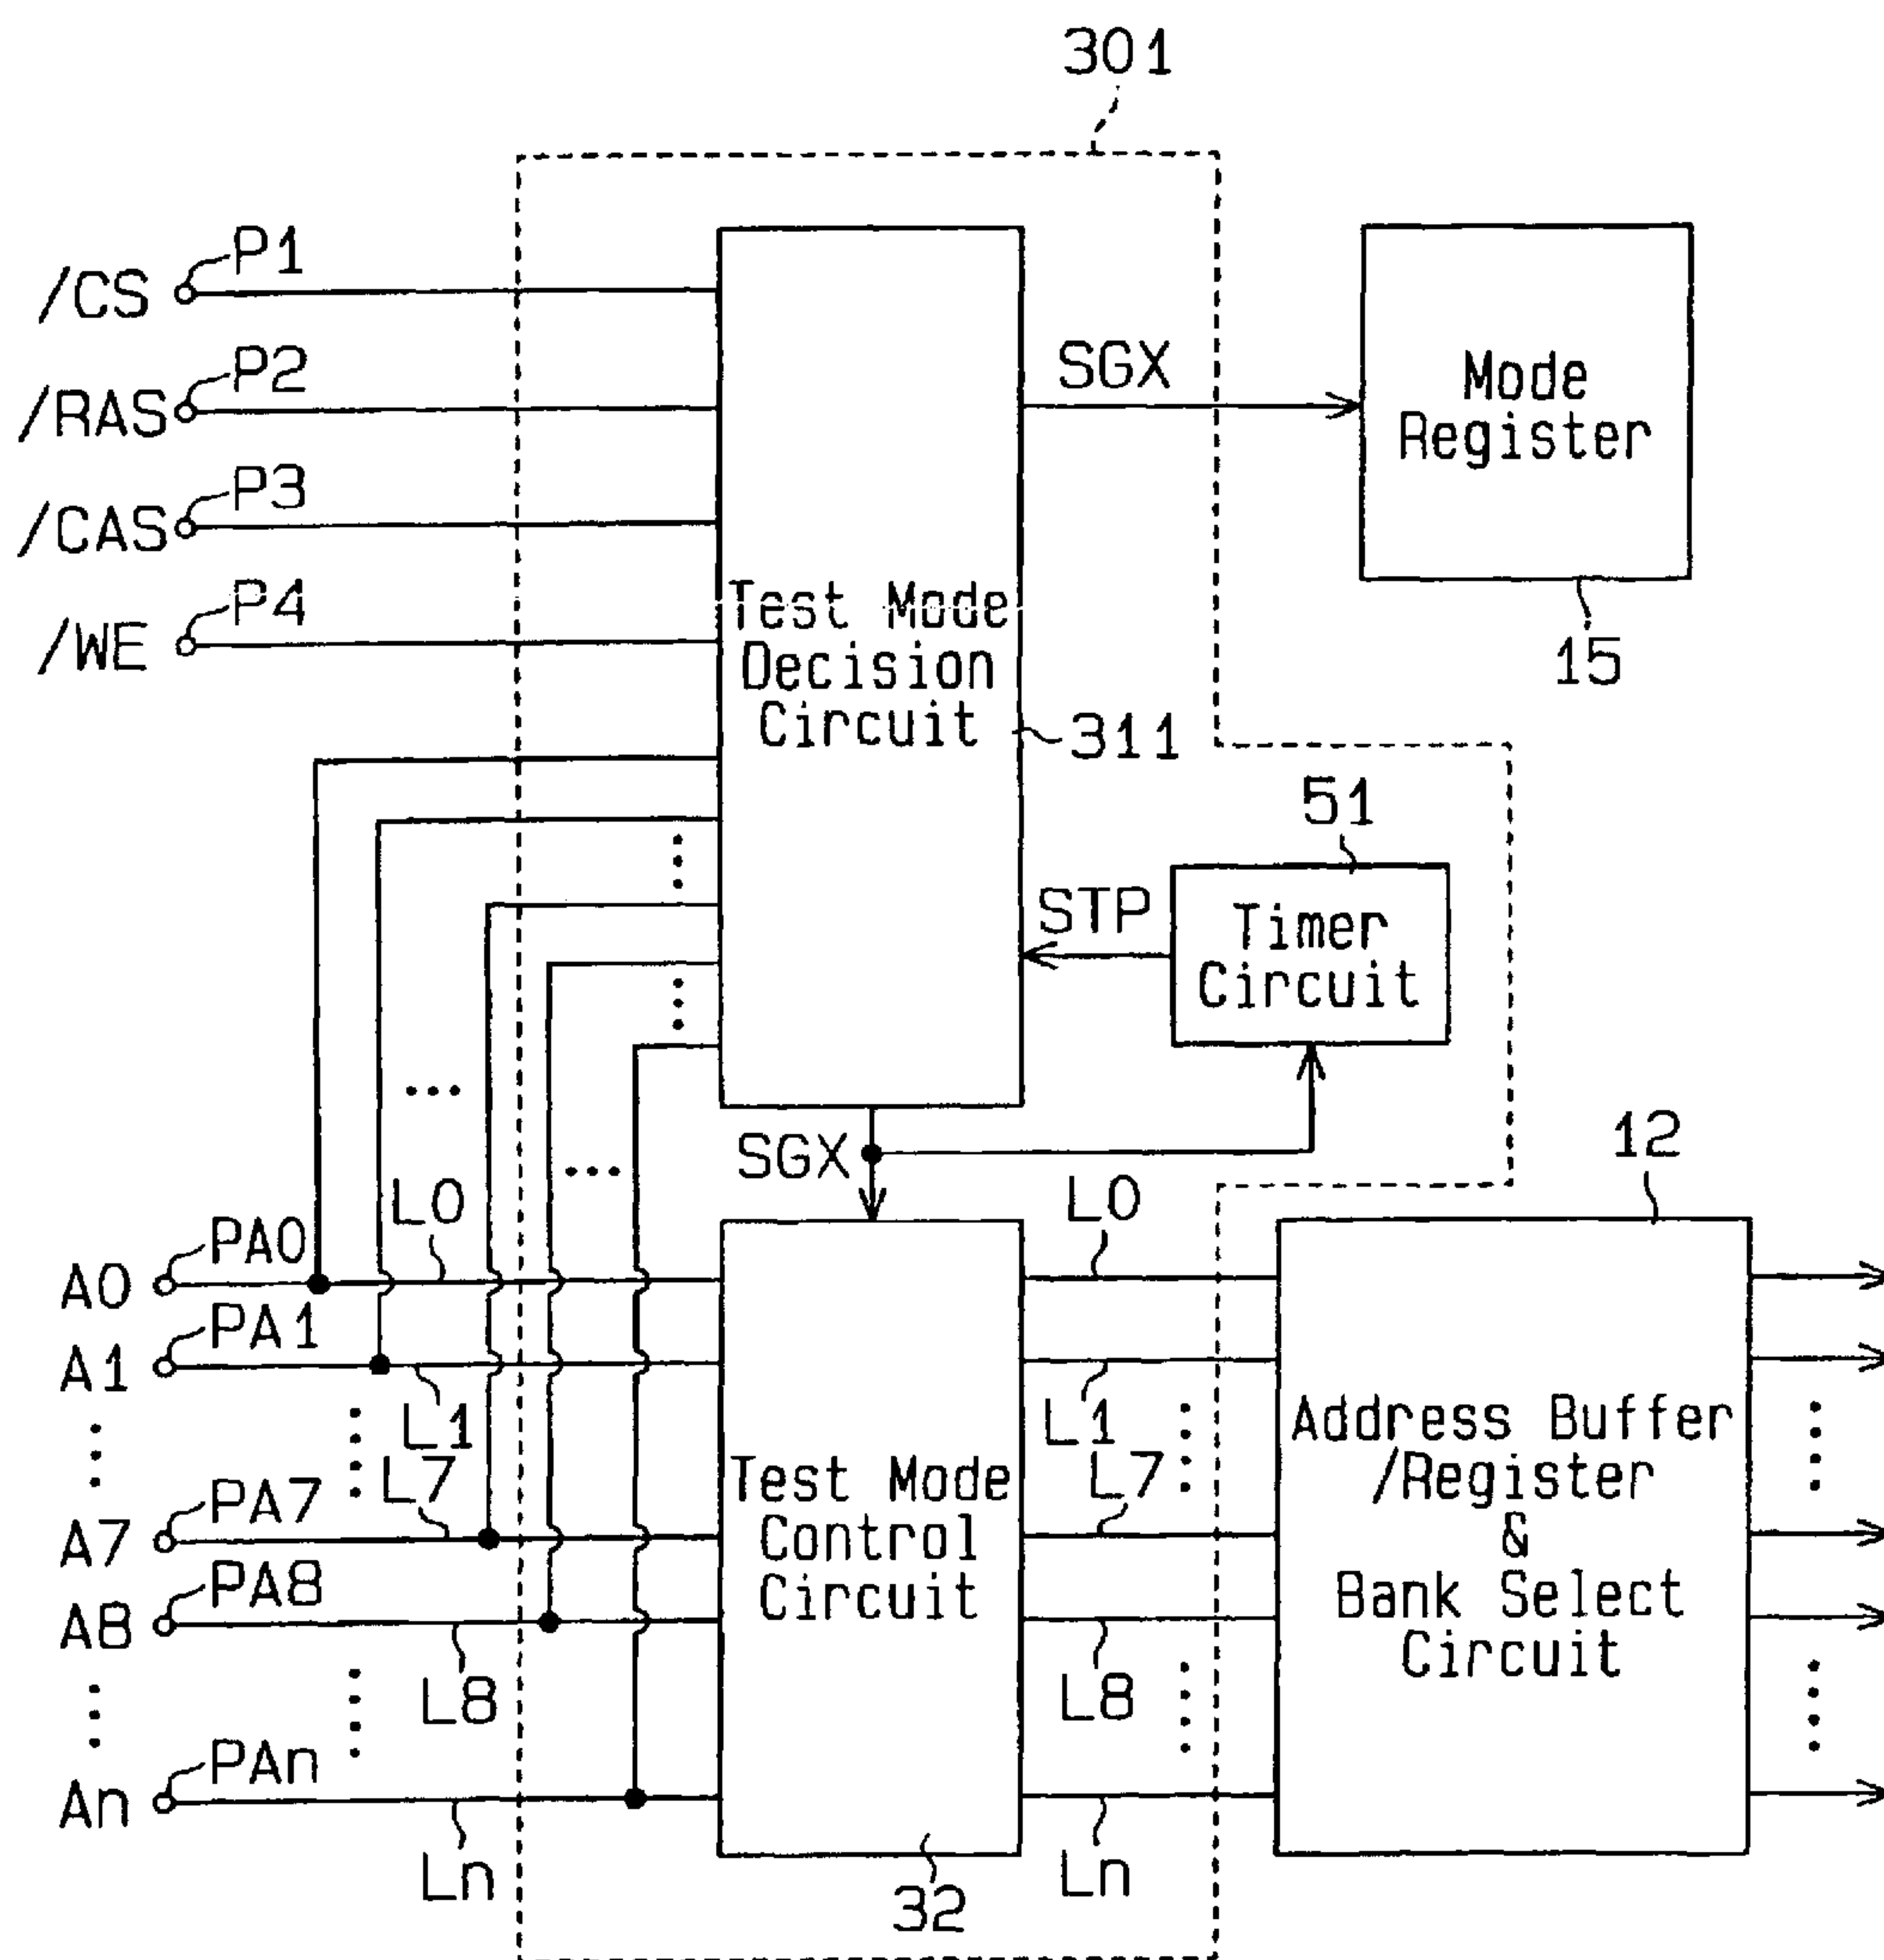 301
/CS P1
/RAS P2
/CAS P3
/WE P4
Test Mode
Decision
Circuit
311
SGX
Mode
Register
15
51
STP
Timer
Circuit
SGX
12
A0 PA0 L0
A1 PA1 L1
A7 PA7 L7
A8 PA8 L8
An PAn Ln
Test Mode
Control
Circuit
32
L0
L1
L7
L8
Ln
Address Buffer
/Register
&
Bank Select
Circuit